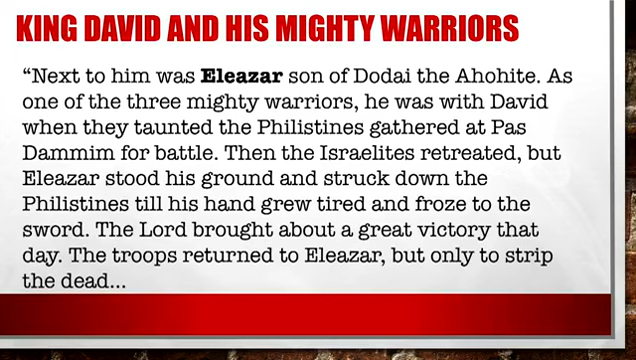 KING DAVID AND HIS MIGHTY WARRIORS
“Next to him was Eleazar son of Dodai the Ahohite. As
one of the three mighty warriors, he was with David
when they taunted the Philistines gathered at Pas
Dammim for battle. Then the Israelites retreated, but
Eleazar stood his ground and struck down the
Philistines till his hand grew tired and froze to the
sword. The Lord brought about a great victory that
day. The troops returned to Eleazar, but only to strip
the dead...